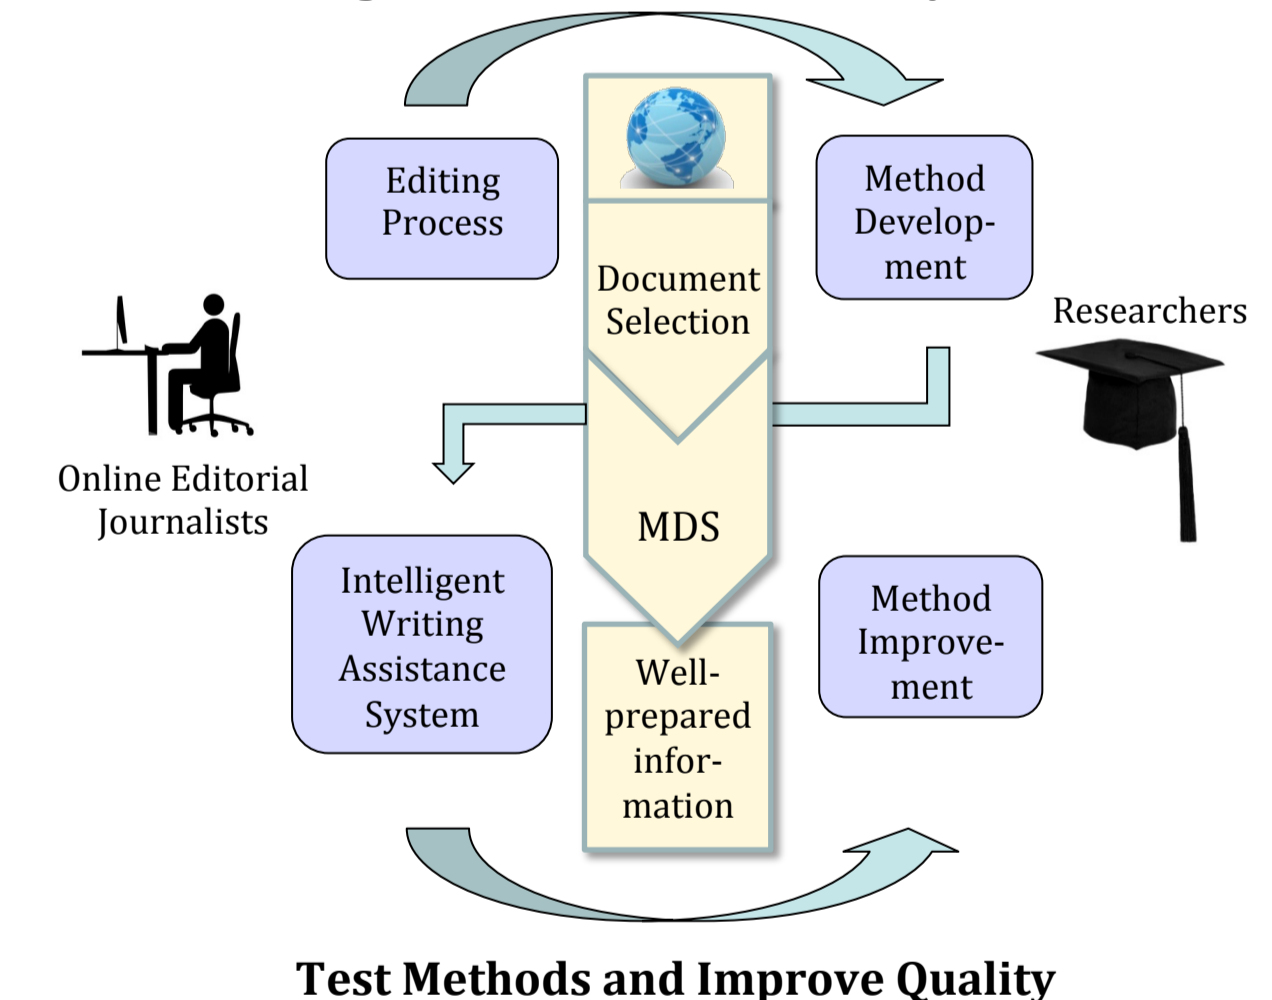 Editing
Process
Document
Selection
Method
Develop-
ment
Researchers
Online Editorial
Journalists
MDS
Intelligent
Writing
Assistance
System
Well-
prepared
infor-
mation
Method
Improve-
ment
Test Methods and Improve Quality